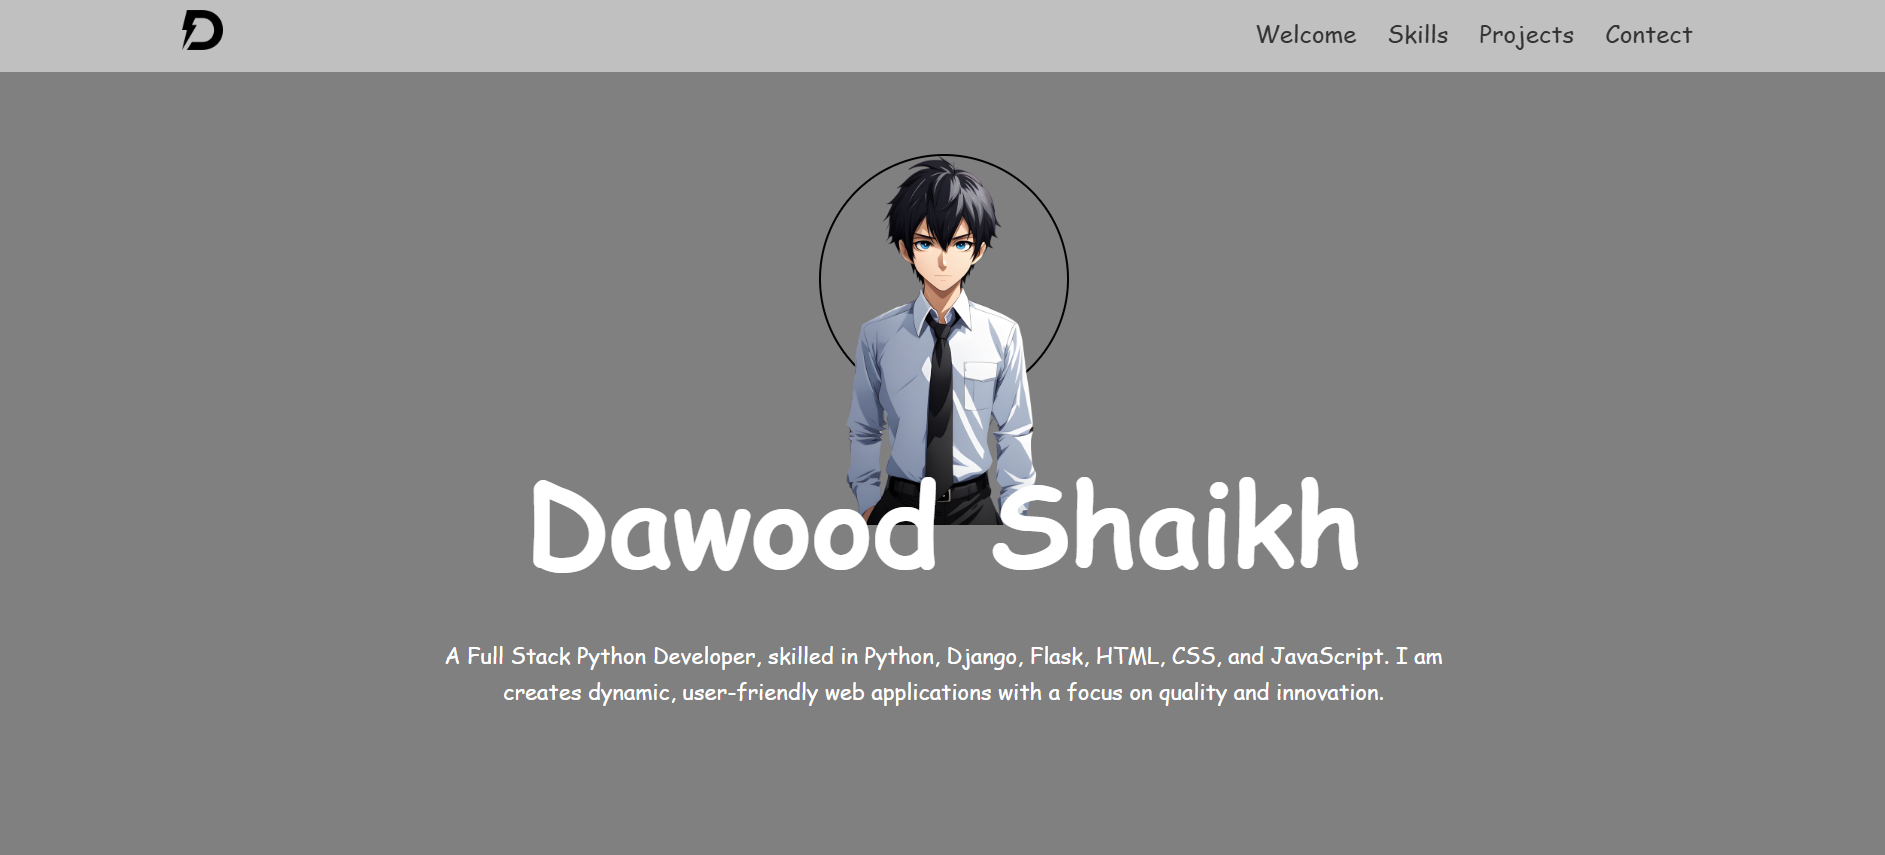 D
Welcome Skills Projects Contect
Dawood Shaikh
A Full Stack Python Developer, skilled in Python, Django, Flask, HTML, CSS, and JavaScript. I am
creates dynamic, user-friendly web applications with a focus on quality and innovation.